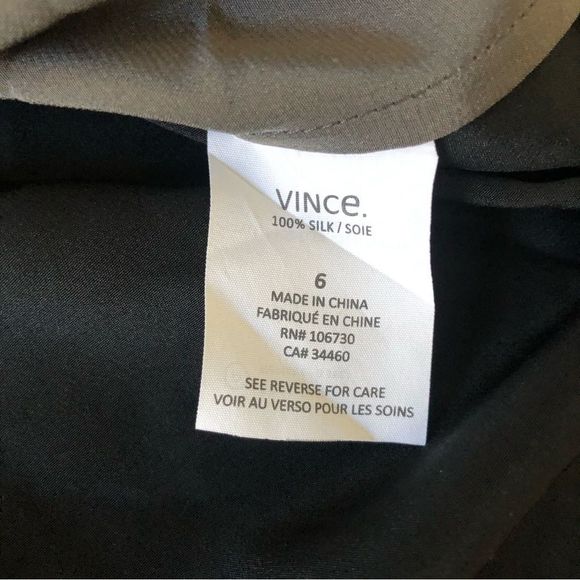 VINce.
100% SILK / SOIE
6
MADE IN CHINA
FABRIQUÉ EN CHINE
RN# 106730
CA# 34460
SEE REVERSE FOR CARE
VOIR AU VERSO POUR LES SOINS